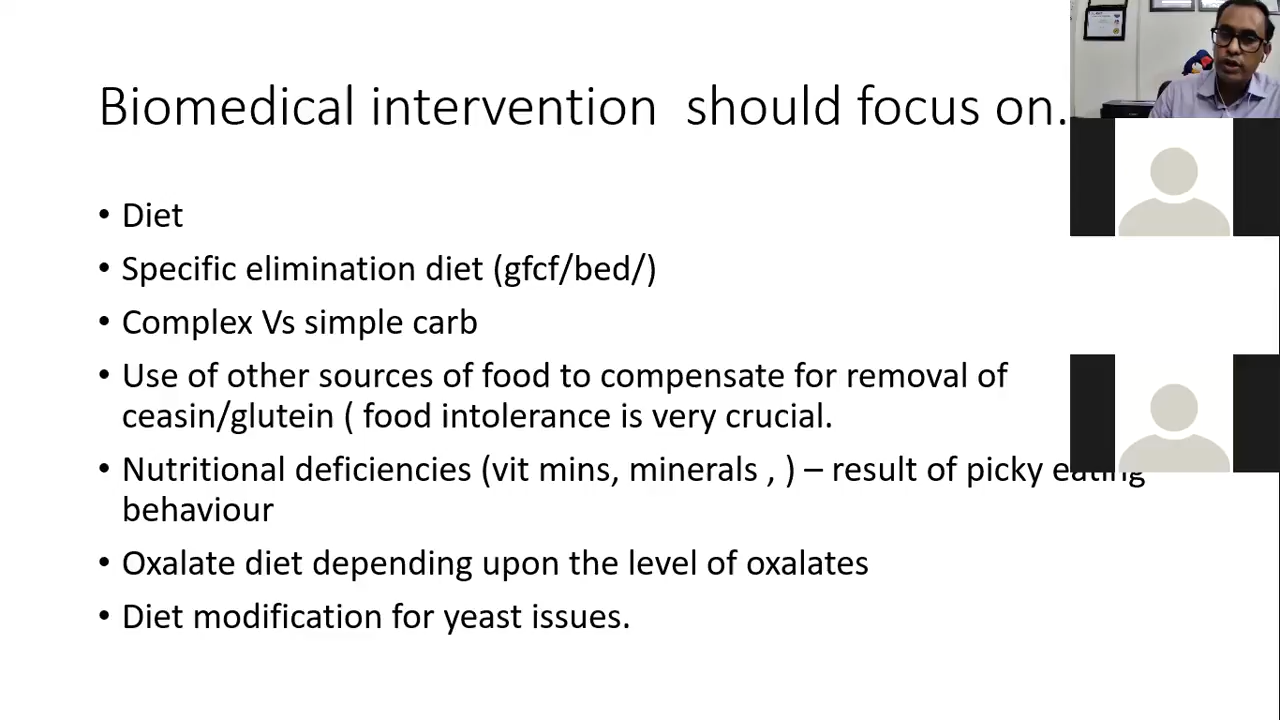 Biomedical intervention  should focus on.
• Diet
• Specific elimination diet (gfcf/bed/)
• Complex Vs simple carb
• Use of other sources of food to compensate for removal of
ceasin/glutein ( food intolerance is very crucial.
• Nutritional deficiencies (vit mins, minerals , ) – result of picky eating
behaviour
• Oxalate diet depending upon the level of oxalates
• Diet modification for yeast issues.